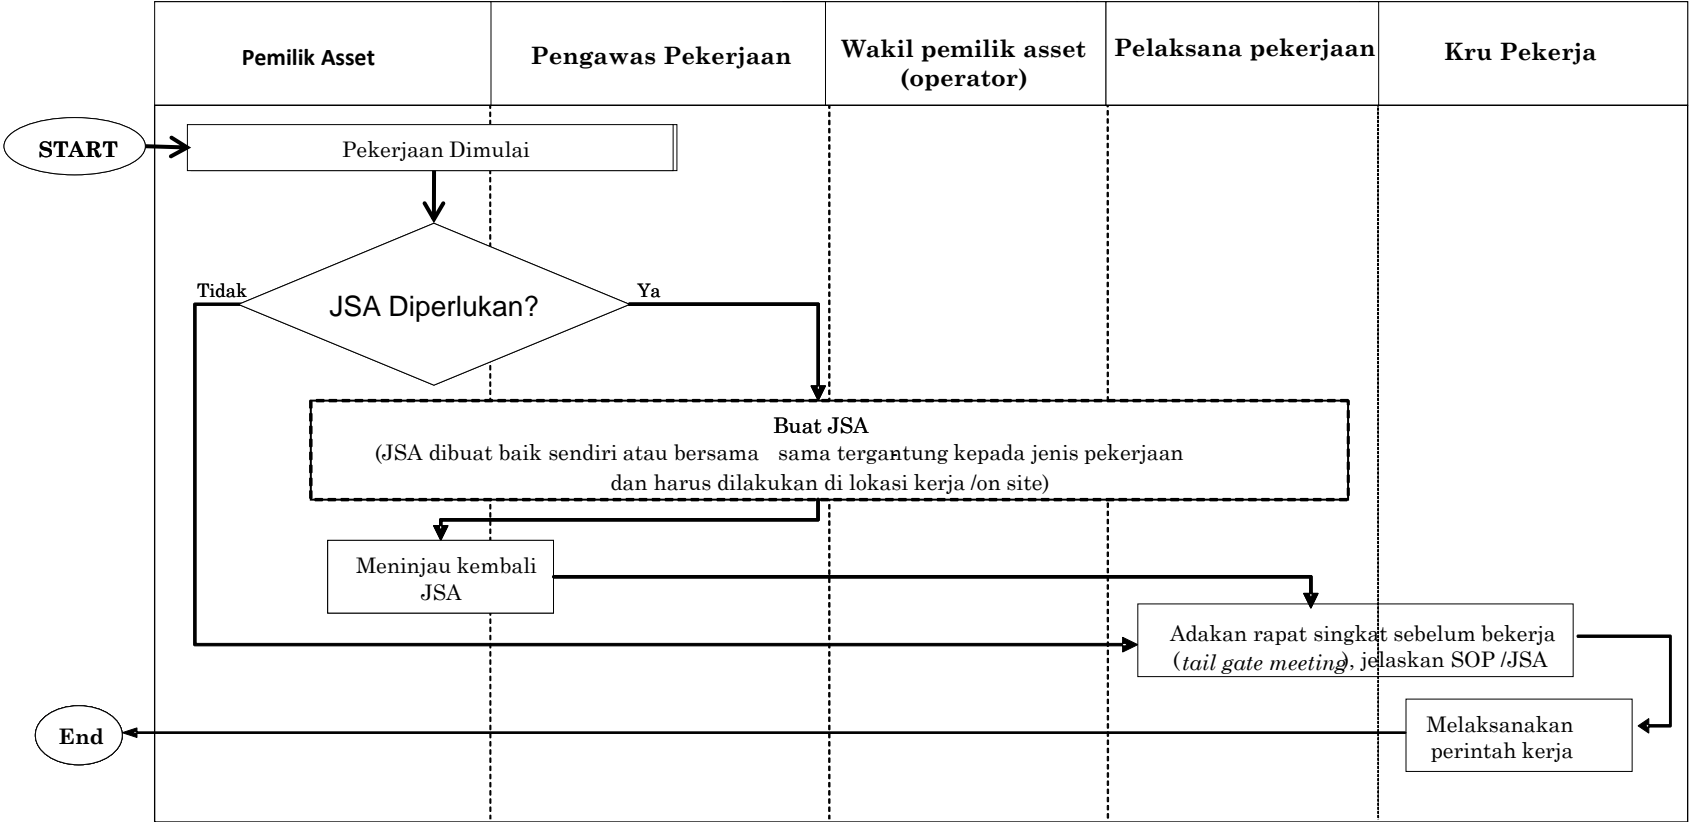 Pemilik Asset
Pengawas Pekerjaan
Wakil pemilik asset
(operator)
Pelaksana pekerjaan
Kru Pekerja
START
Pekerjaan Dimulai
Tidak
JSA Diperlukan?
Ya
Buat JSA
(JSA dibuat baik sendiri atau bersama sama tergantung kepada jenis pekerjaan
dan harus dilakukan di lokasi kerja /on site)
Meninjau kembali
JSA
Adakan rapat singkat sebelum bekerja
(tail gate meeting), jelaskan SOP /JSA
Melaksanakan
perintah kerja
End